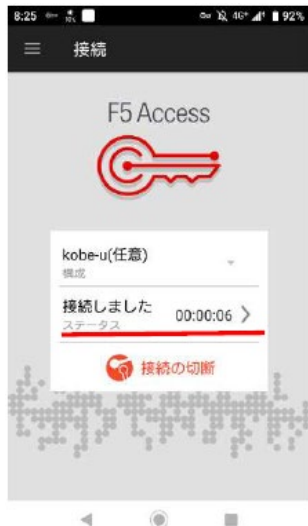 8:25 4G+ 92%
接続
F5 Access
kobe-u(任意)
構成
接続しました 00:00:06
ステータス
接続の切断